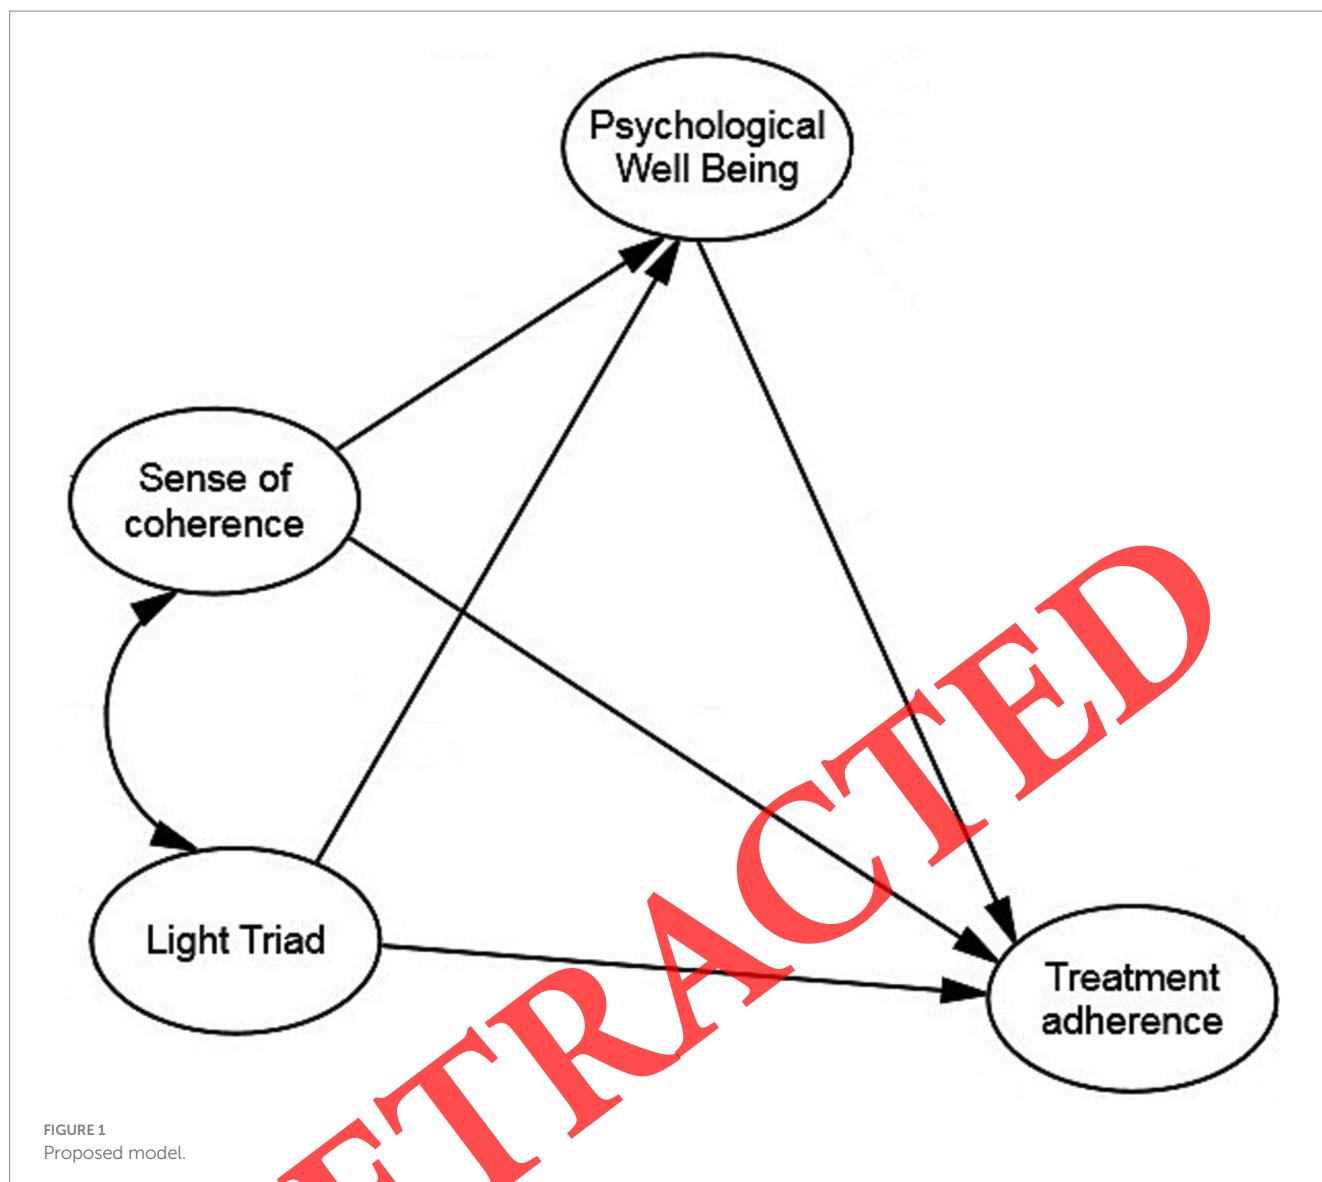 Psychological
Well Being
Sense of
coherence
Light Triad
Treatment
adherence
ETRACTED
FIGURE 1
Proposed model.